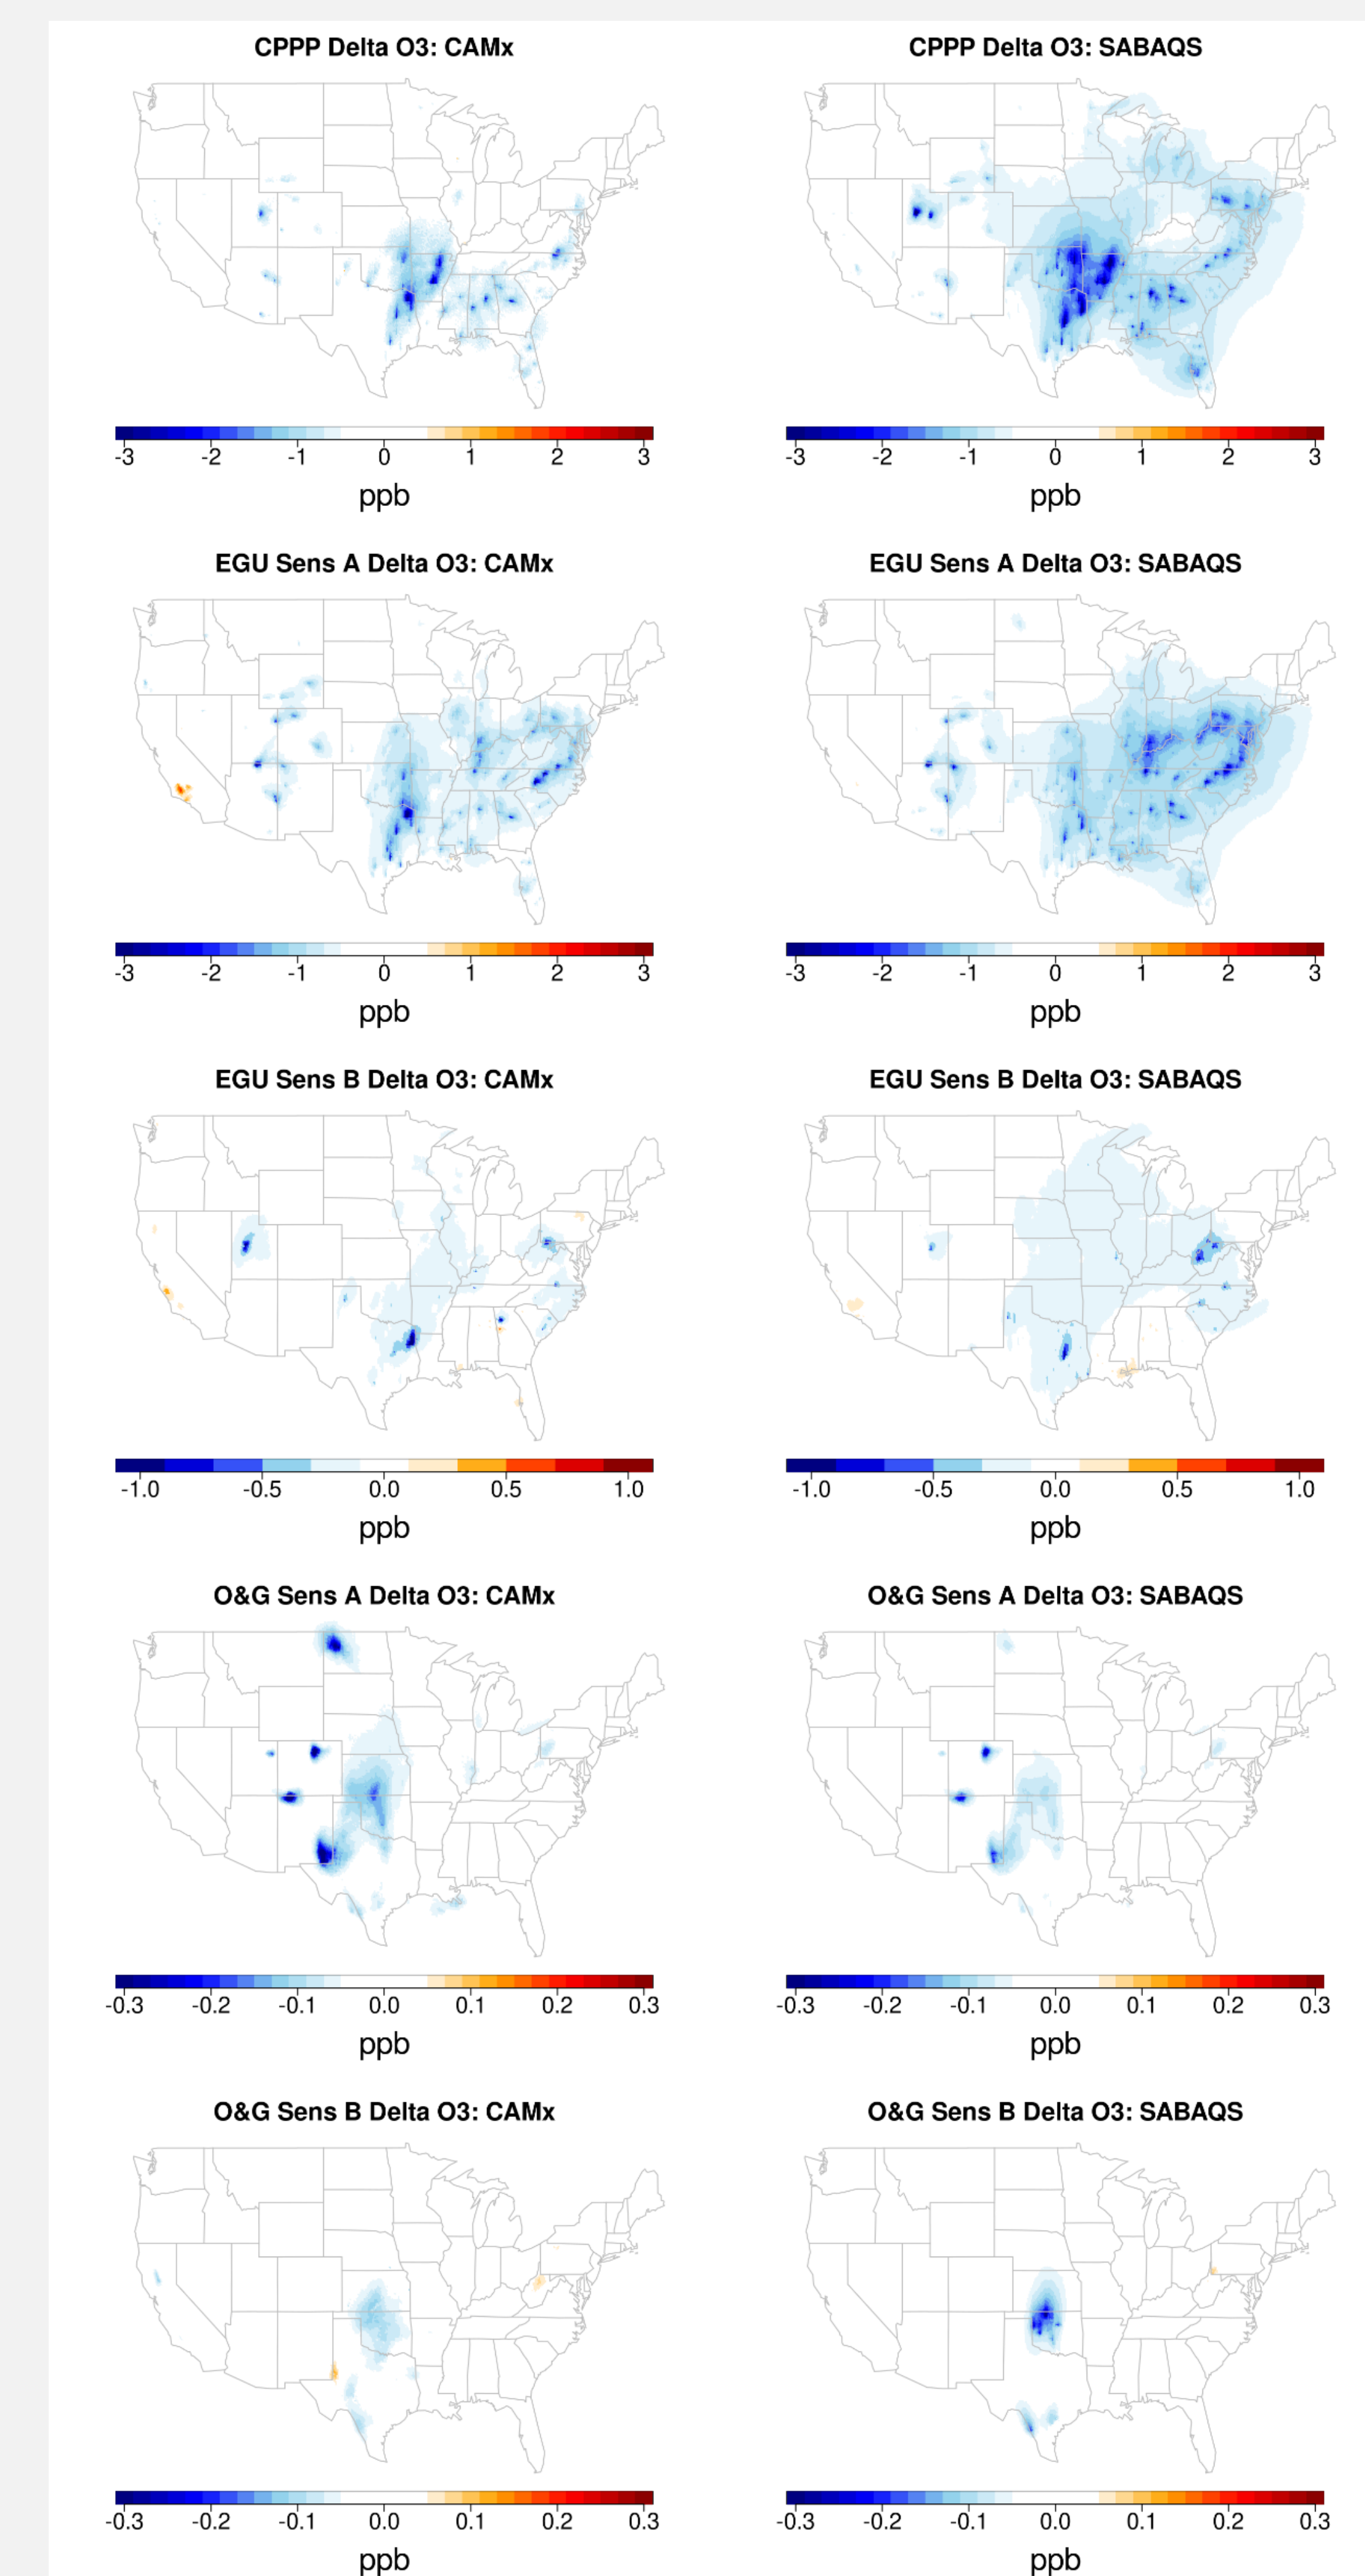 CPPP Delta O3: CAMx
CPPP Delta O3: SABAQS
-3 -2 -1 0 1 2 3
ppb
-3 -2 -1 0 1 2 3
ppb
EGU Sens A Delta O3: CAMx
EGU Sens A Delta O3: SABAQS
-3 -2 -1 0 1 2 3
ppb
-3 -2 -1 0 1 2 3
ppb
EGU Sens B Delta O3: CAMx
EGU Sens B Delta O3: SABAQS
-1.0 -0.5 0.0 0.5 1.0
ppb
-1.0 -0.5 0.0 0.5 1.0
ppb
O&G Sens A Delta O3: CAMx
O&G Sens A Delta O3: SABAQS
-0.3 -0.2 -0.1 0.0 0.1 0.2 0.3
ppb
-0.3 -0.2 -0.1 0.0 0.1 0.2 0.3
ppb
O&G Sens B Delta O3: CAMx
O&G Sens B Delta O3: SABAQS
-0.3 -0.2 -0.1 0.0 0.1 0.2 0.3
ppb
-0.3 -0.2 -0.1 0.0 0.1 0.2 0.3
ppb